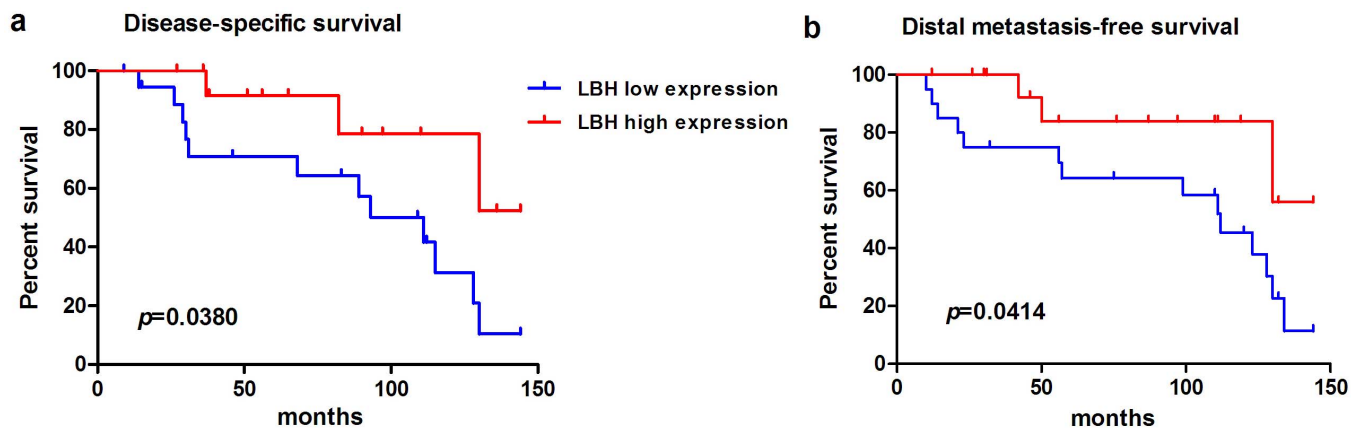 a
Disease-specific survival
100
80
60
40
20
0
Percent survival
0
50
100
150
months
p=0.0380
LBH low expression
LBH high expression
b
Distal metastasis-free survival
100
80
60
40
20
0
Percent survival
0
50
100
150
months
p=0.0414